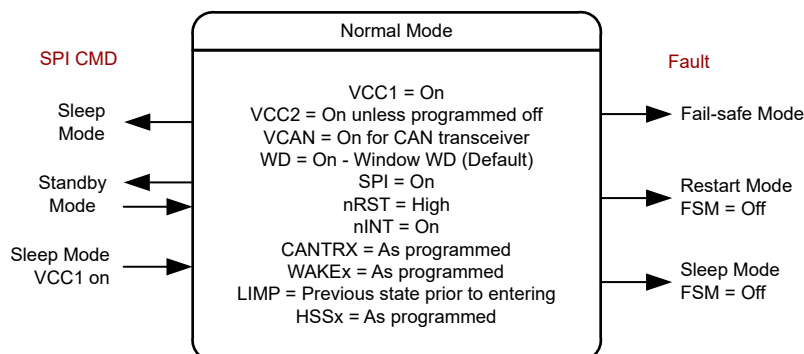 Normal Mode
SPI CMD
Fault
Sleep
Mode
Standby
Mode
Sleep Mode
VCC1 on
VCC1 = On
VCC2 = On unless programmed off
VCAN = On for CAN transceiver
WD = On - Window WD (Default)
SPI = On
nRST = High
nINT = On
CANTRX = As programmed
WAKEx = As programmed
LIMP = Previous state prior to entering
HSSx = As programmed
Fail-safe Mode
Restart Mode
FSM = Off
Sleep Mode
FSM = Off